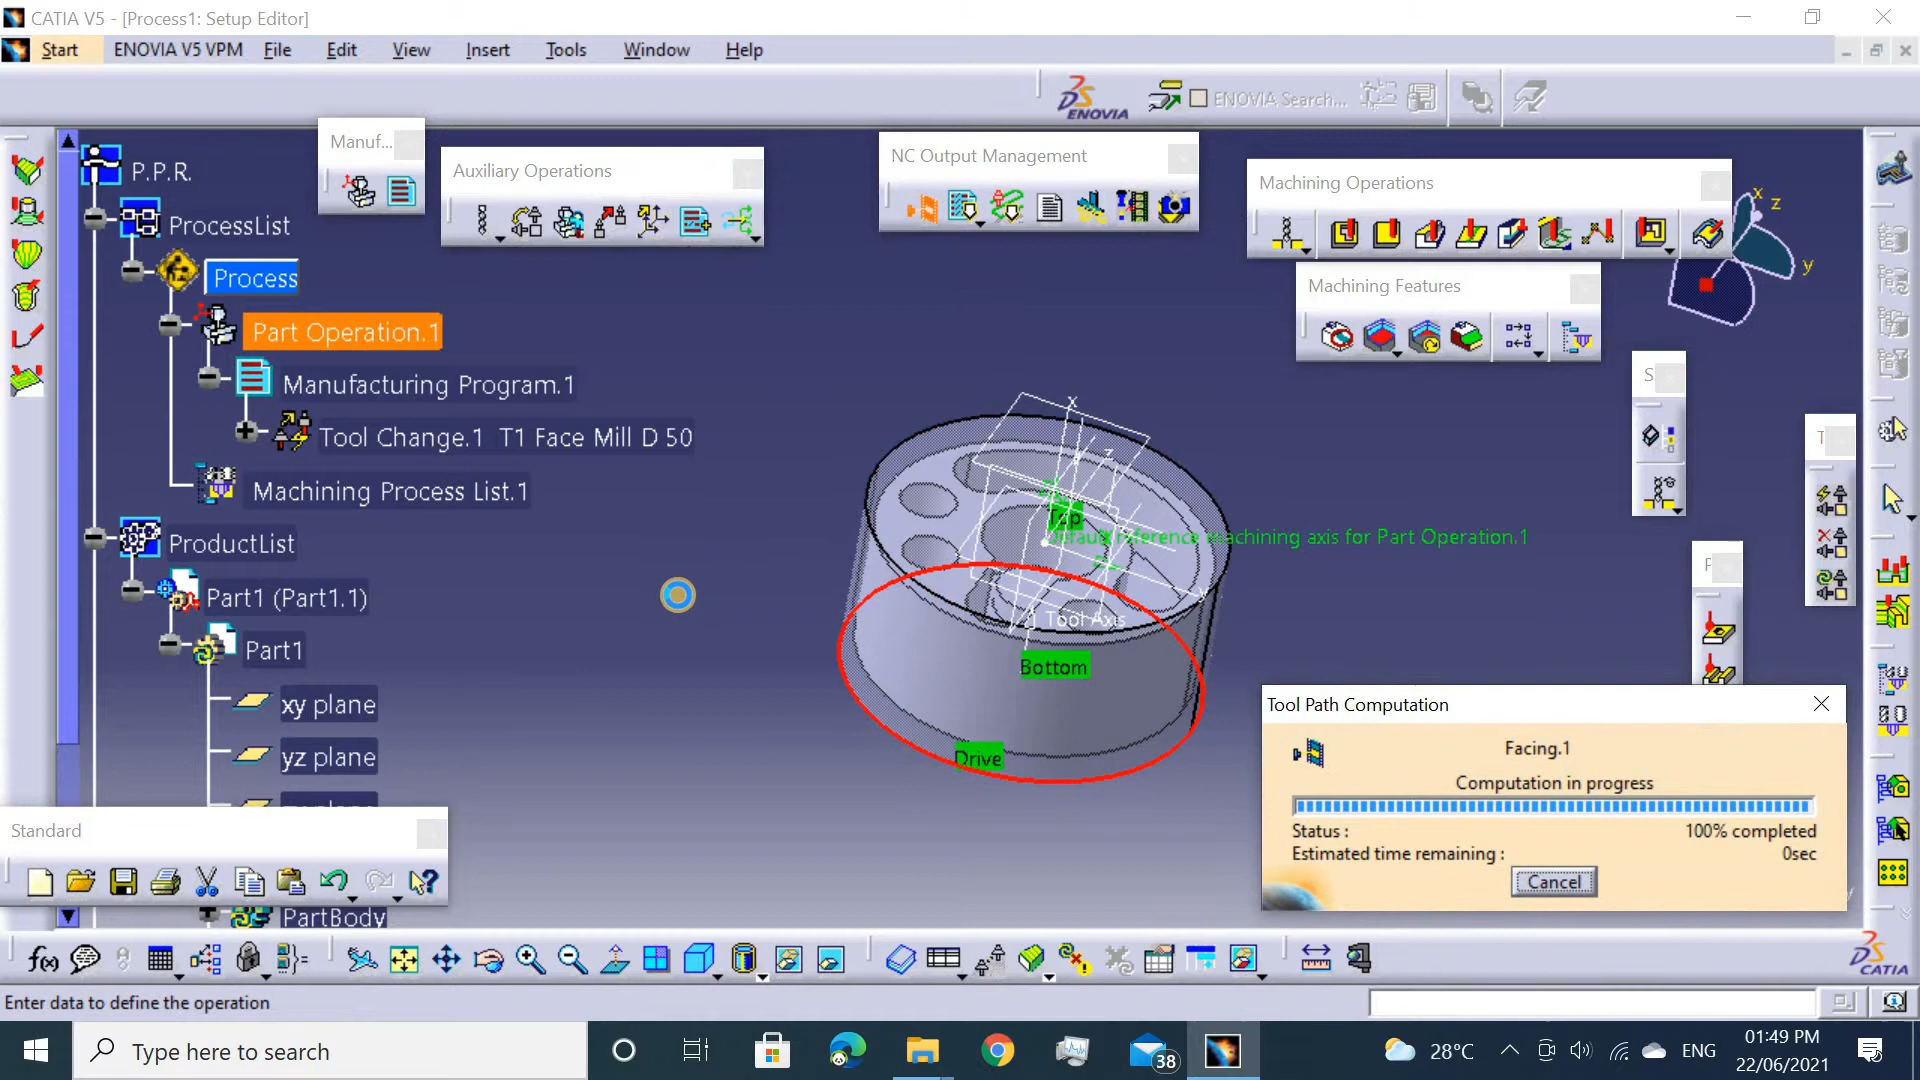 CATIA V5 - [Process1: Setup Editor]
Start ENOVIA V5 VPM File Edit View Insert Tools Window Help
DS ENOVIA
ENOVIA Search...
P.P.R.
ProcessList
Process
Part Operation.1
Manufacturing Program.1
Tool Change.1 T1 Face Mill D 50
Machining Process List.1
ProductList
Part1 (Part1.1)
Part1
xy plane
yz plane
PartBody
Manuf...
Auxiliary Operations
NC Output Management
Machining Operations
Machining Features
S
T
F
x
z
y
x
z
Top
Default reference machining axis for Part Operation.1
Tool Axis
Bottom
Drive
Tool Path Computation
Facing.1
Computation in progress
Status : 100% completed
Estimated time remaining : 0sec
Cancel
Standard
f(x)
DS CATIA
Enter data to define the operation
Type here to search
38
28°C
ENG
01:49 PM
22/06/2021